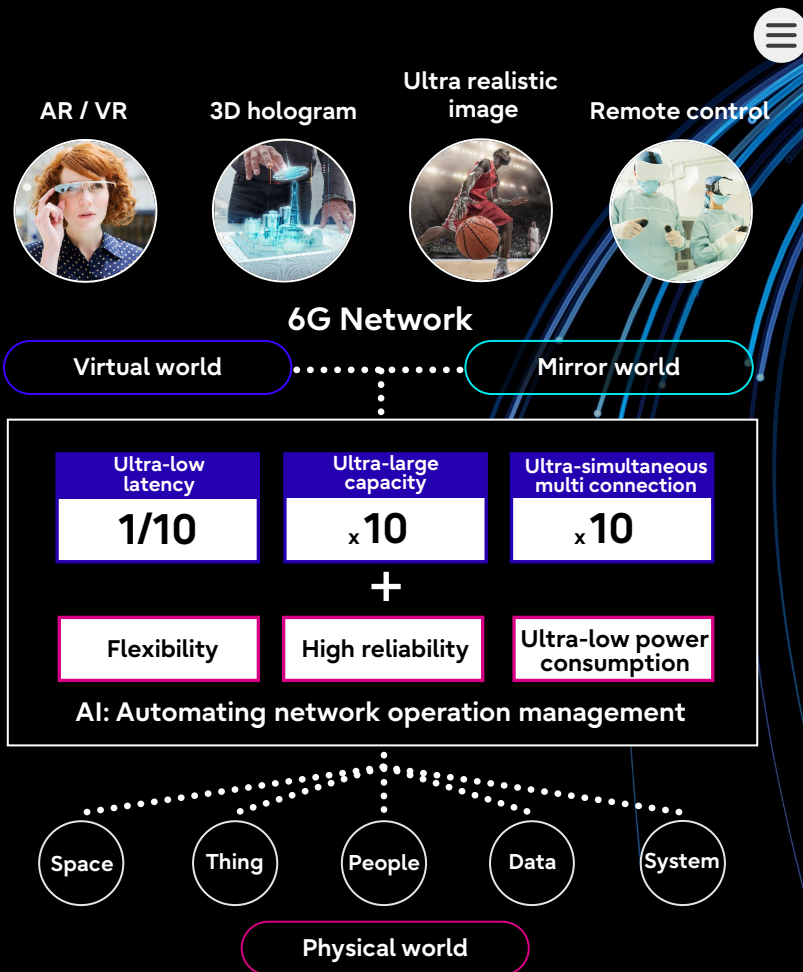 AR / VR
3D hologram
Ultra realistic
image
Remote control
6G Network
Virtual world
Mirror world
Ultra-low
latency
1/10
Ultra-large
capacity
x 10
Ultra-simultaneous
multi connection
x 10
+
Flexibility
High reliability
Ultra-low power
consumption
AI: Automating network operation management
Space
Thing
People
Data
System
Physical world